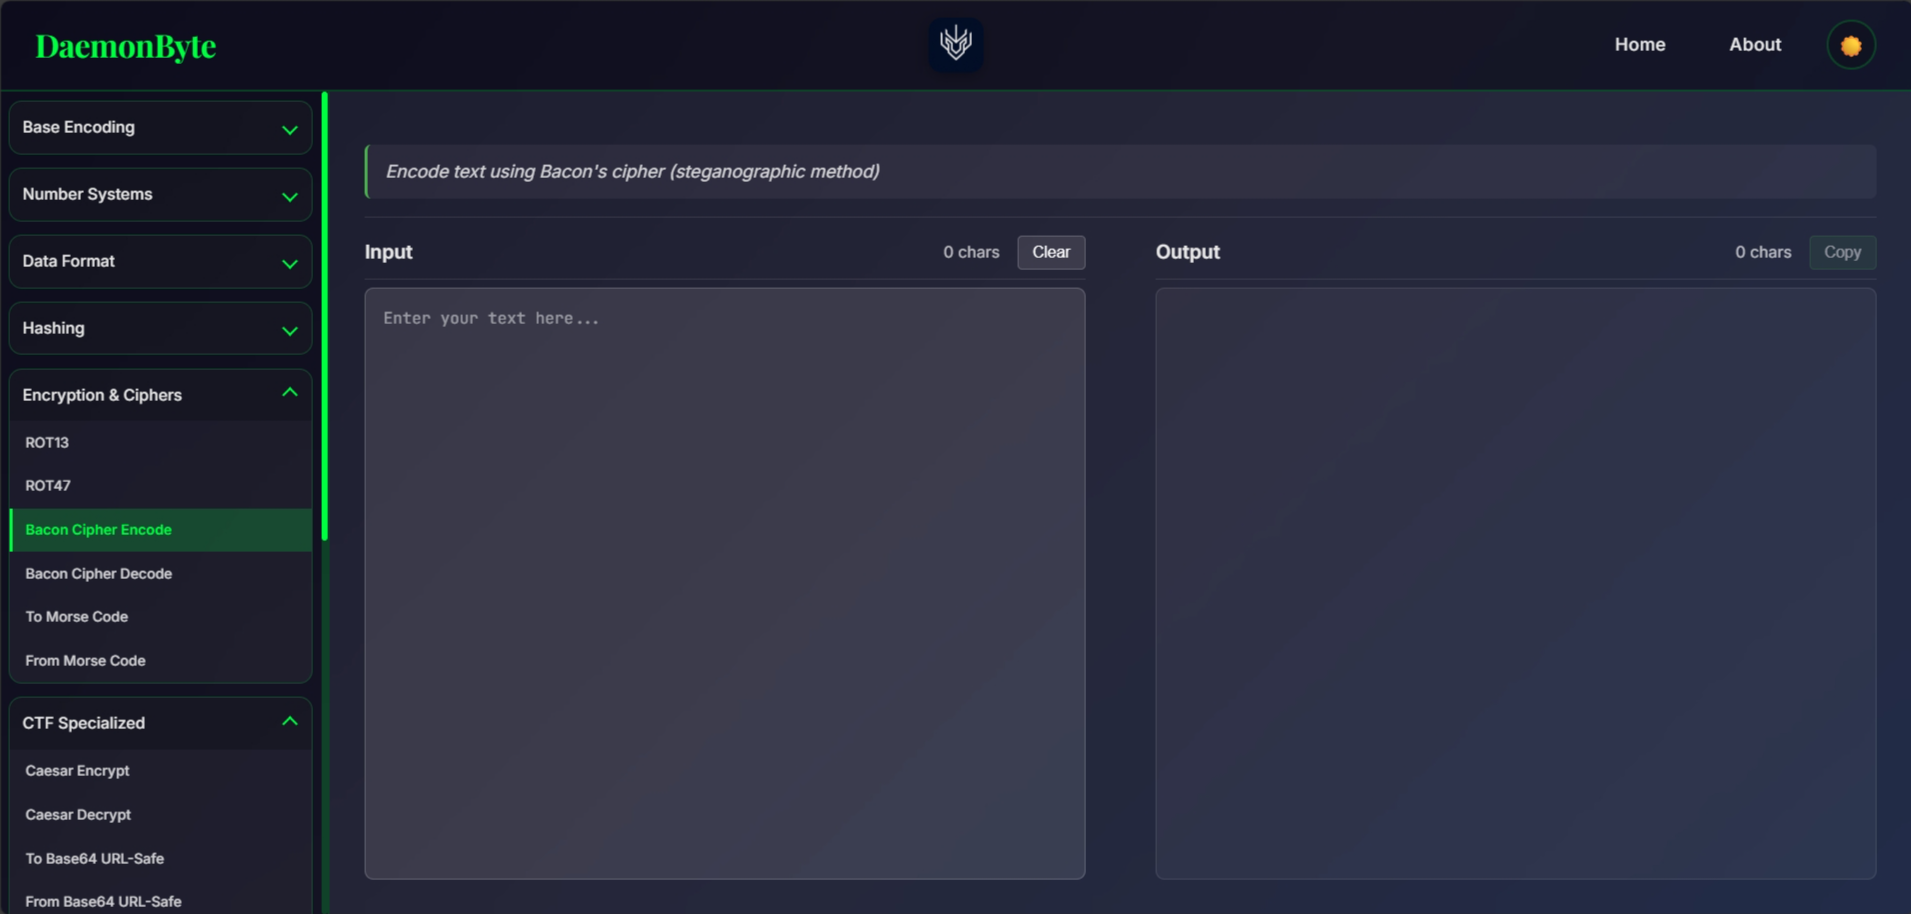 DaemonByte
Home
About
Base Encoding
Number Systems
Data Format
Hashing
Encryption & Ciphers
ROT13
ROT47
Bacon Cipher Encode
Bacon Cipher Decode
To Morse Code
From Morse Code
CTF Specialized
Caesar Encrypt
Caesar Decrypt
To Base64 URL-Safe
From Base64 URL-Safe
Encode text using Bacon's cipher (steganographic method)
Input
0 chars
Clear
Enter your text here...
Output
0 chars
Copy